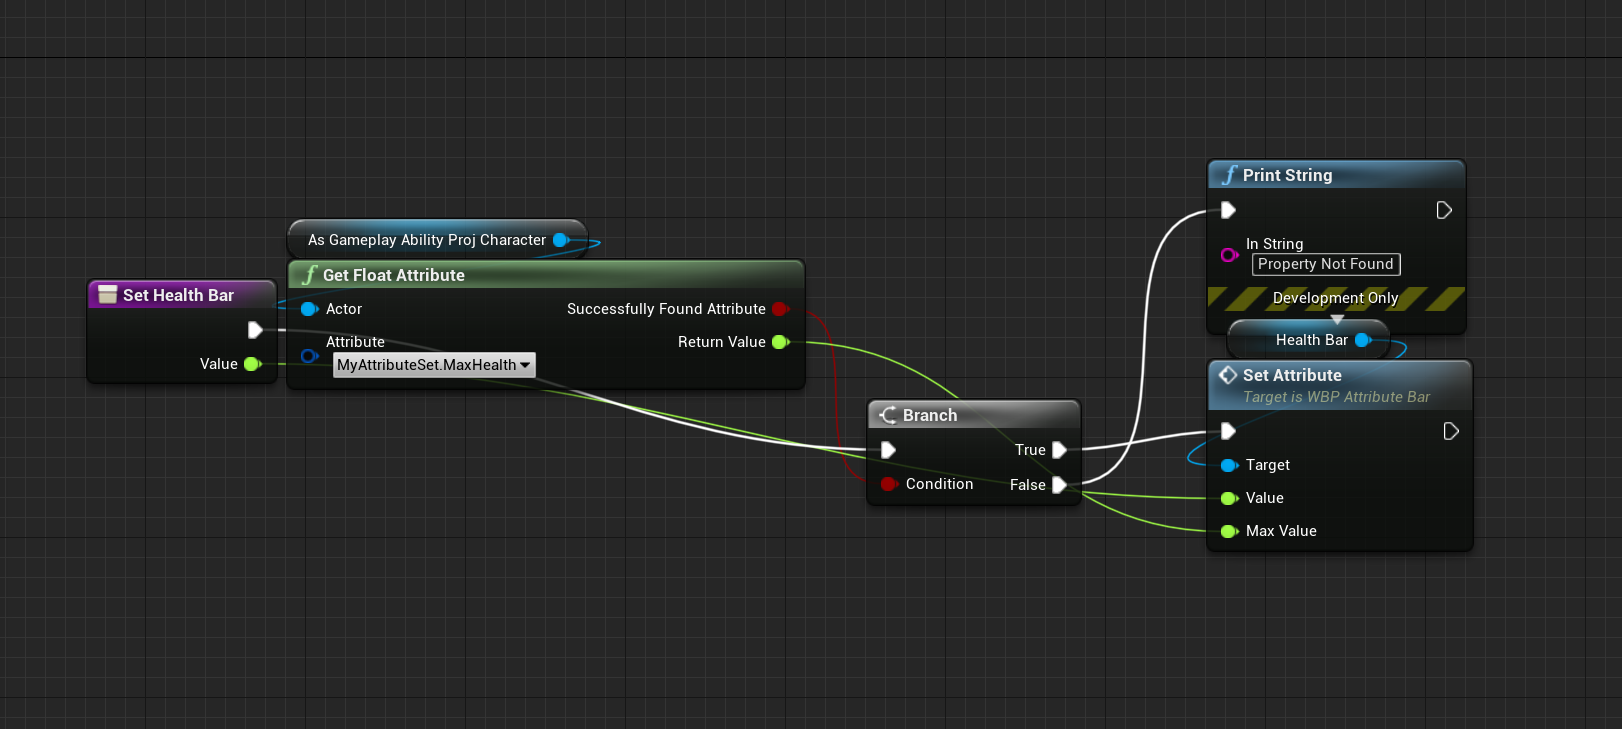 As Gameplay Ability Proj Character
Set Health Bar
Value
Get Float Attribute
Actor
Successfully Found Attribute
Attribute
Return Value
MyAttributeSet.MaxHealth
Branch
True
Condition
False
Print String
In String
Property Not Found
Development Only
Health Bar
Set Attribute
Target is WBP Attribute Bar
Target
Value
Max Value